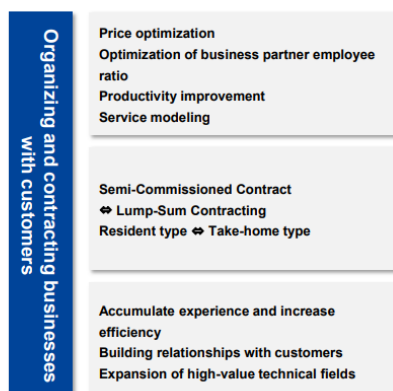 Organizing and contracting businesses
with customers
Price optimization
Optimization of business partner employee
ratio
Productivity improvement
Service modeling
Semi-Commissioned Contract
⇔ Lump-Sum Contracting
Resident type ⇔ Take-home type
Accumulate experience and increase
efficiency
Building relationships with customers
Expansion of high-value technical fields